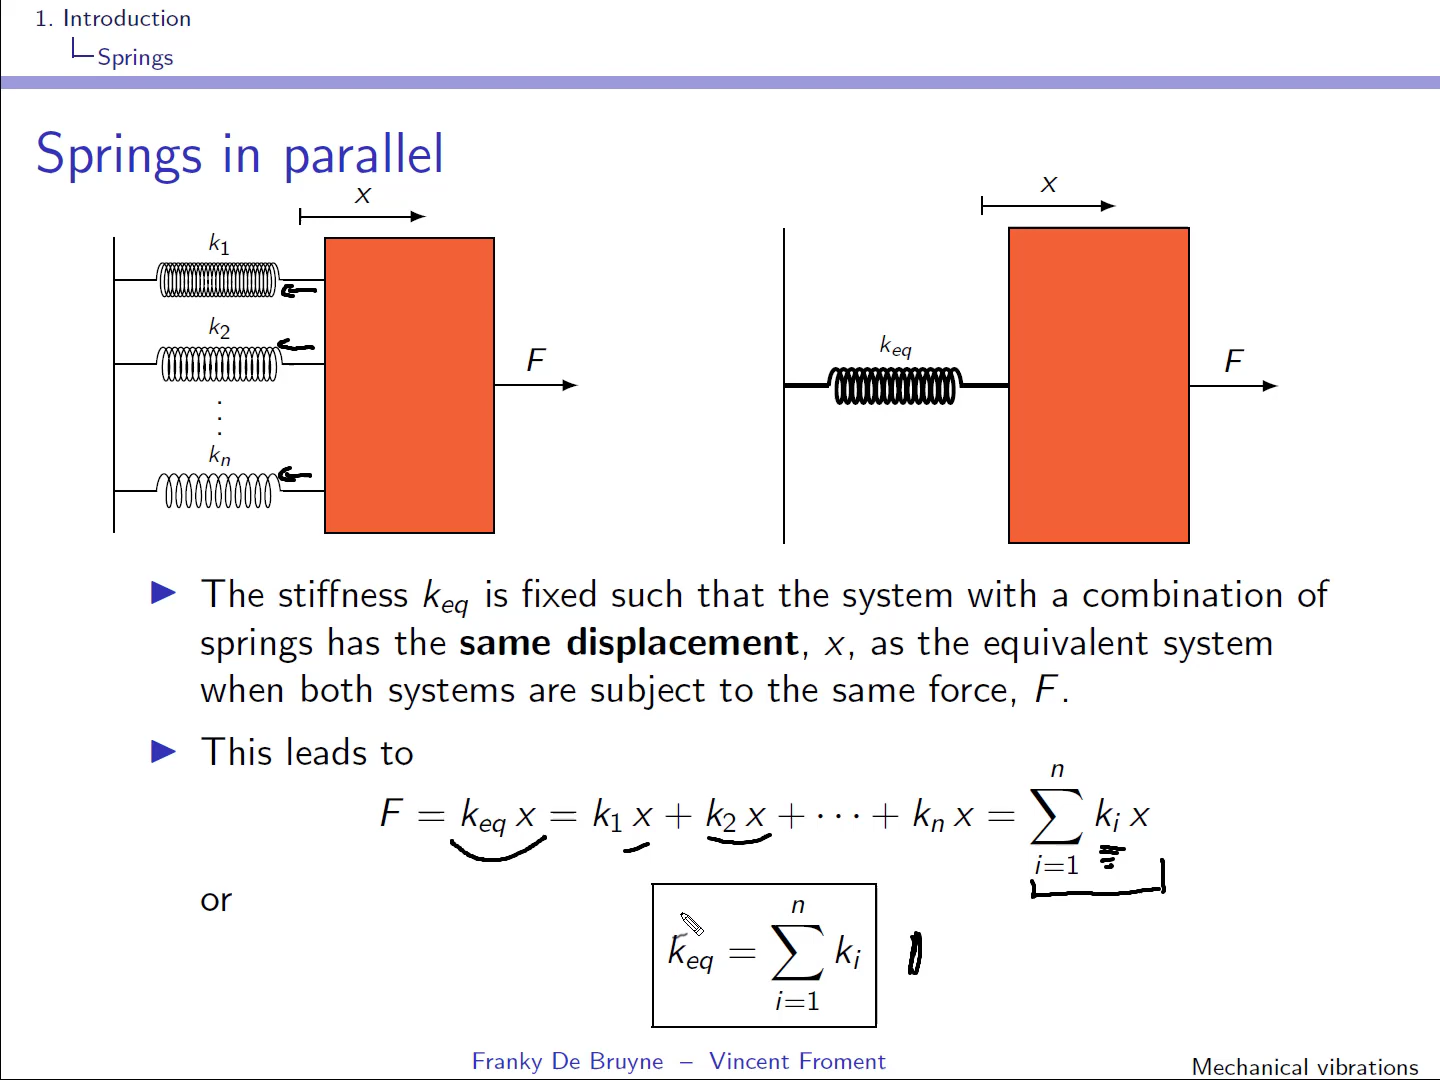 1. Introduction
Springs
Springs in parallel
x
x
k1
k2
F
keq
F
⋮
kn
The stiffness keq is fixed such that the system with a combination of
springs has the same displacement, x, as the equivalent system
when both systems are subject to the same force, F.
This leads to
F = keq x = k1 x + k2 x + · · · + kn x = ∑_{i=1}^{n} ki x
or
keq = ∑_{i=1}^{n} ki
Franky De Bruyne – Vincent Froment
Mechanical vibrations